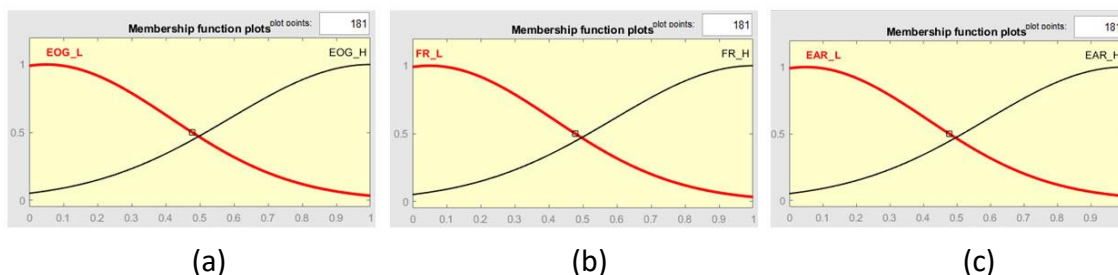 Membership function plots plot points: 181
EOG_L EOG_H
1
0.5
0
0 0.1 0.2 0.3 0.4 0.5 0.6 0.7 0.8 0.9 1
(a)
Membership function plots plot points: 181
FR_L FR_H
1
0.5
0
0 0.1 0.2 0.3 0.4 0.5 0.6 0.7 0.8 0.9 1
(b)
Membership function plots plot points: 181
EAR_L EAR_H
1
0.5
0
0 0.1 0.2 0.3 0.4 0.5 0.6 0.7 0.8 0.9
(c)